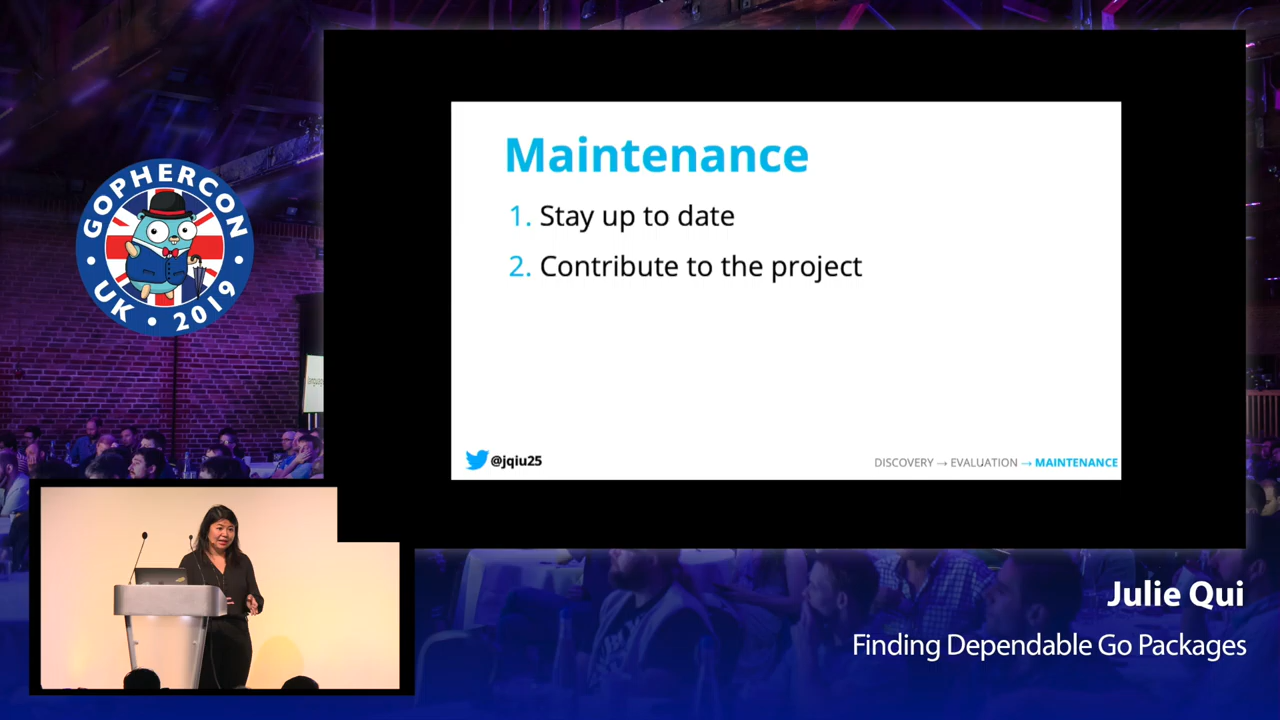 GOPHERCON
UK • 2019
Maintenance
1. Stay up to date
2. Contribute to the project
@jqiu25
DISCOVERY → EVALUATION → MAINTENANCE
Julie Qui
Finding Dependable Go Packages